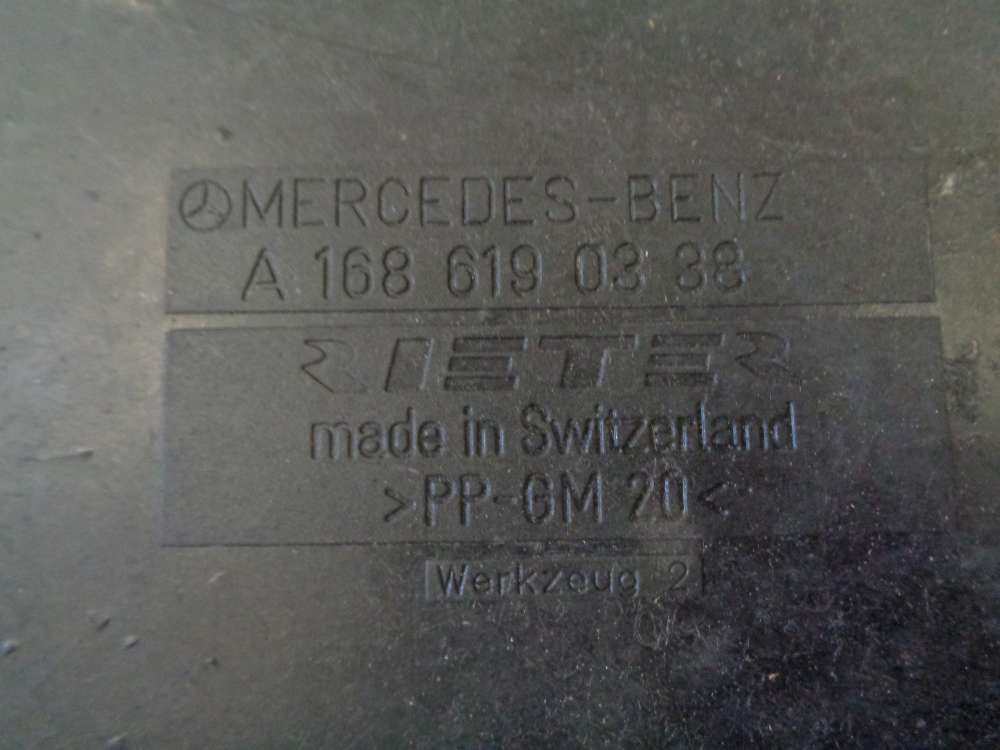 MERCEDES-BENZ
A 168 619 03 38
RIETER
made in Switzerland
>PP-GM 20<
Werkzeug 2